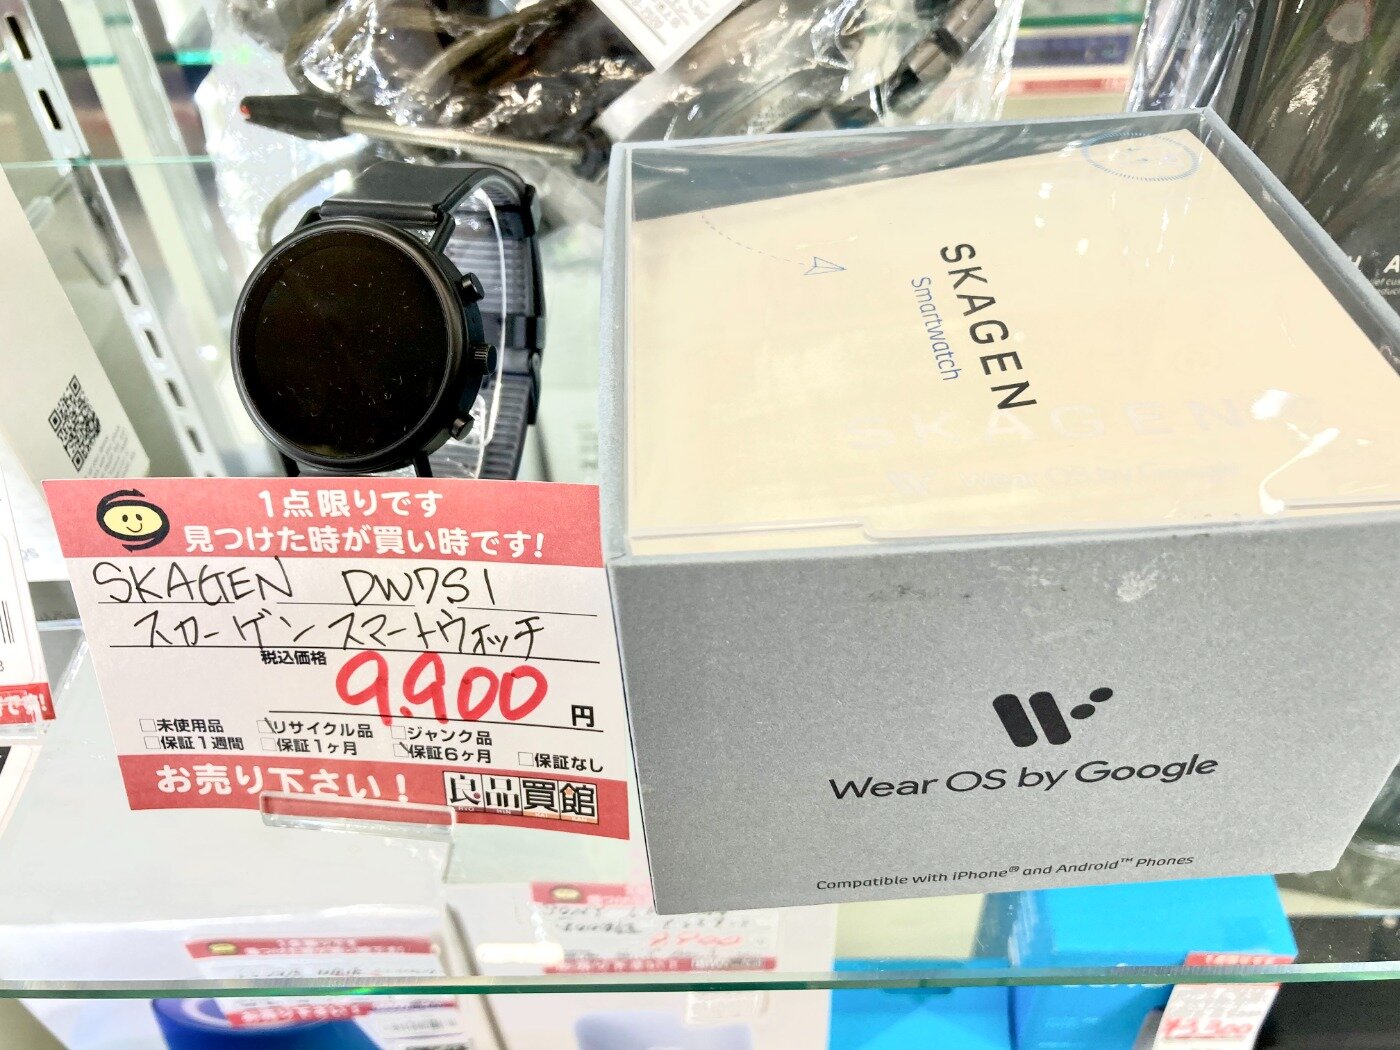 1点限りです
見つけた時が買い時です!
SKAGEN DW7S1
スカーゲン スマートウォッチ
税込価格
9.900 円
□未使用品 □リサイクル品 □ジャンク品
□保証1週間 □保証1ヶ月 □保証6ヶ月 □保証なし
お売り下さい! 良品買館
SKAGEN
Smartwatch
SKAGEN
Wear OS by Google
Wear OS by Google
Compatible with iPhone® and Android™ Phones